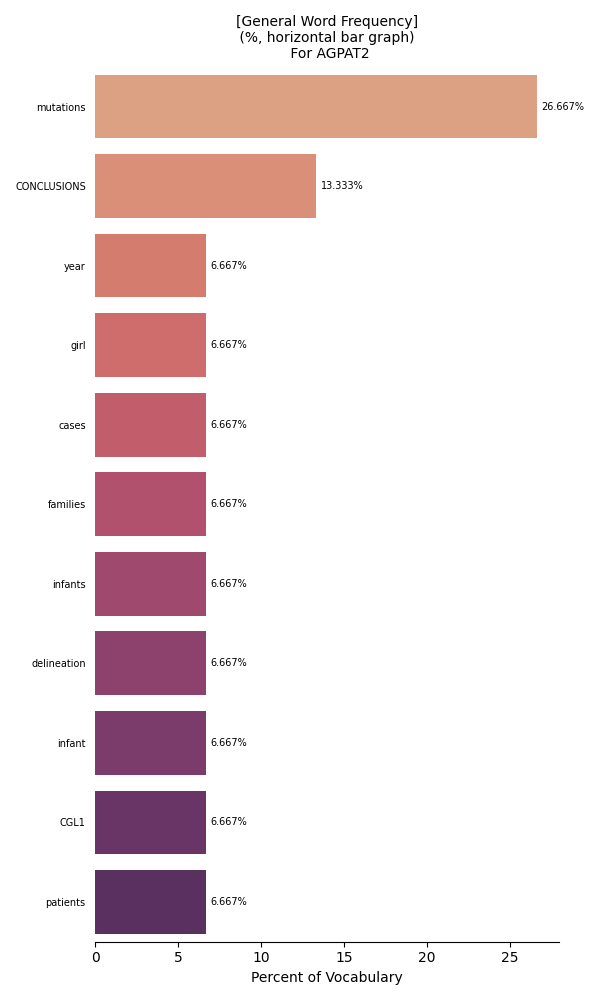 [General Word Frequency]
(%, horizontal bar graph)
For AGPAT2
mutations 26.667%
CONCLUSIONS 13.333%
year 6.667%
girl 6.667%
cases 6.667%
families 6.667%
infants 6.667%
delineation 6.667%
infant 6.667%
CGL1 6.667%
patients 6.667%
0 5 10 15 20 25
Percent of Vocabulary